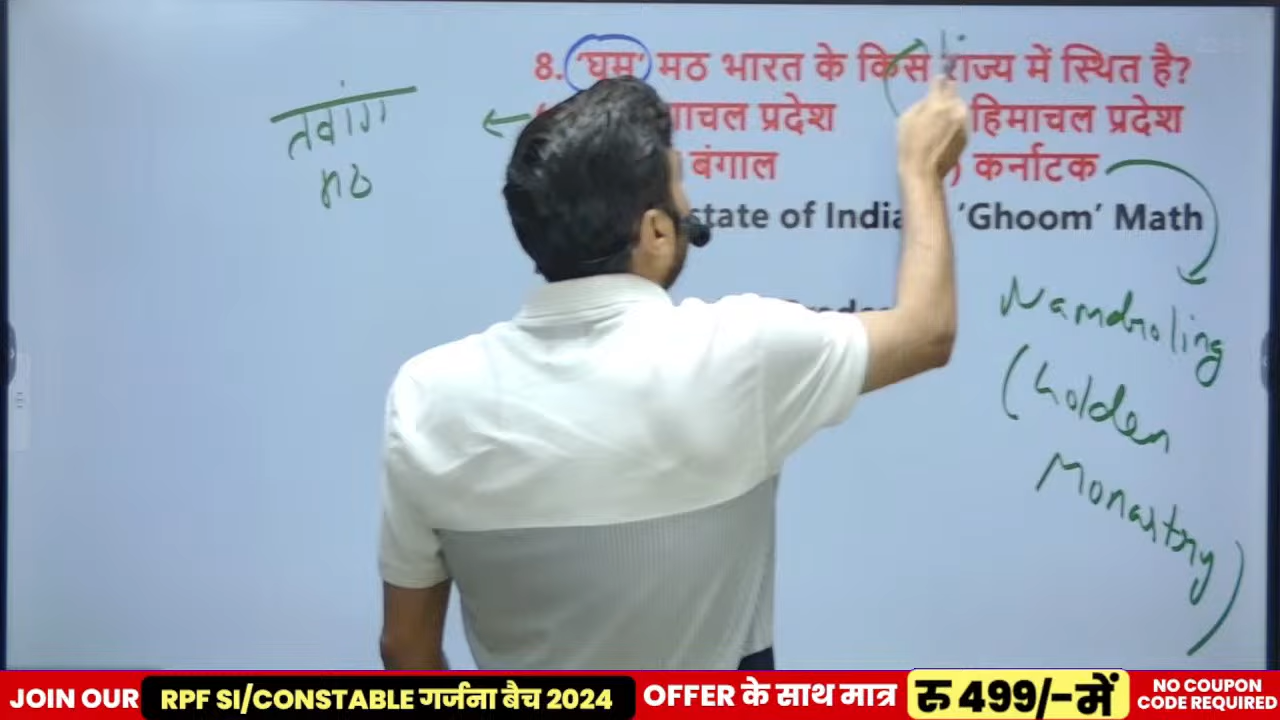 8. 'घूम' मठ भारत के किस राज्य में स्थित है?
हिमाचल प्रदेश
प्रदेश
बंगाल
कर्नाटक
state of India
'Ghoom' Math
तवांग
मठ
Namdroling
(Golden
Monastry)
JOIN OUR RPF SI/CONSTABLE गर्जना बैच 2024 OFFER के साथ मात्र रु 499/-में NO COUPON CODE REQUIRED